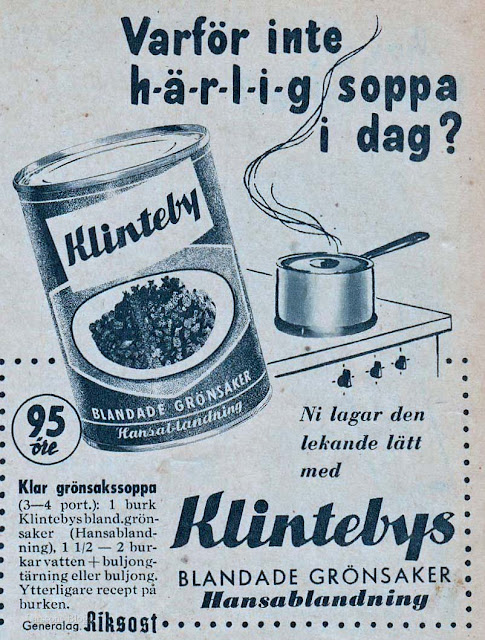 Varför inte
h-ä-r-l-i-g soppa
i dag?
Klinteby
BLANDADE GRÖNSAKER
Hansablandning
95
öre
Ni lagar den
lekande lätt
med
Klintebys
BLANDADE GRÖNSAKER
Hansablandning
Klar grönsakssoppa
(3—4 port.): 1 burk
Klintebys bland. grön-
saker (Hansabland-
ning), 1 1/2 — 2 bur-
kar vatten + buljong-
tärning eller buljong.
Ytterligare recept på
burken.
Generalag. Riksost